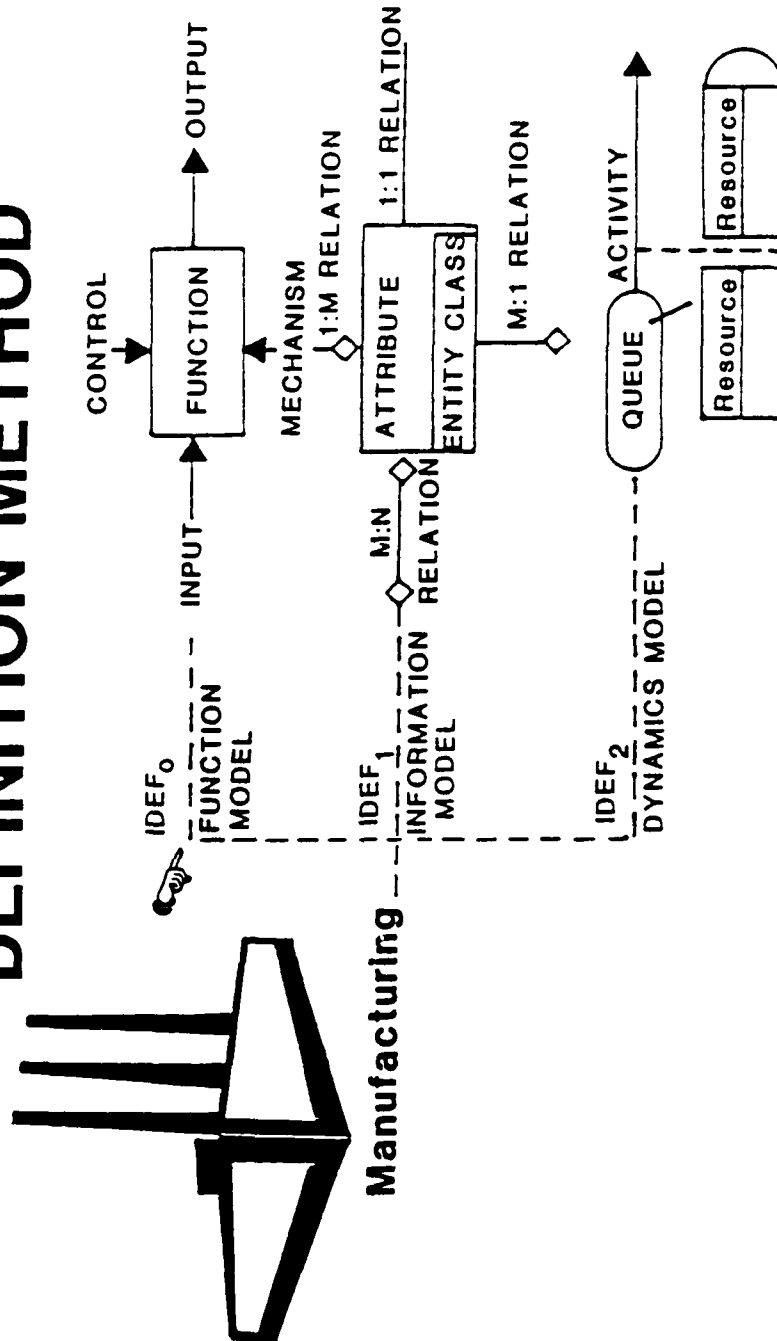 DEFINITION METHOD
CONTROL
IDEF0
INPUT
FUNCTION
OUTPUT
FUNCTION
MODEL
MECHANISM
1:M RELATION
Manufacturing
IDEF1
INFORMATION
MODEL
M:N
RELATION
ATTRIBUTE
ENTITY CLASS
1:1 RELATION
M:1 RELATION
IDEF2
DYNAMICS MODEL
QUEUE
ACTIVITY
Resource
Resource